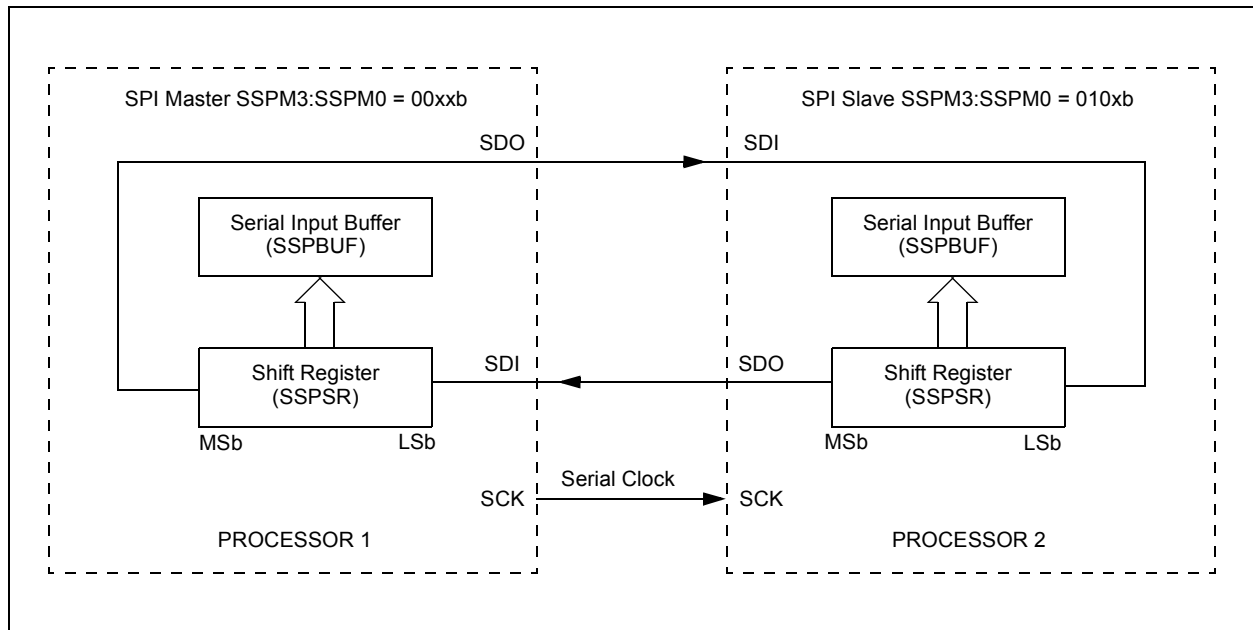 SPI Master SSPM3:SSPM0 = 00xxb
SPI Slave SSPM3:SSPM0 = 010xb
SDO
SDI
Serial Input Buffer
(SSPBUF)
Serial Input Buffer
(SSPBUF)
Shift Register
(SSPSR)
SDI
SDO
Shift Register
(SSPSR)
MSb
LSb
MSb
LSb
SCK
Serial Clock
SCK
PROCESSOR 1
PROCESSOR 2